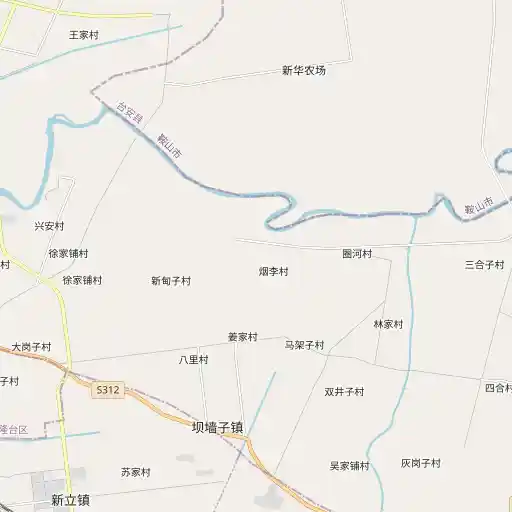 王家村
新华农场
台安县
鞍山市
鞍山市
兴安村
徐家铺村
圈河村
村
三合子村
烟李村
徐家铺村
新甸子村
林家村
姜家村
马架子村
大岗子村
八里村
子村
四合村
S312
双井子村
坝墙子镇
隆台区
吴家铺村
灰岗子村
苏家村
新立镇